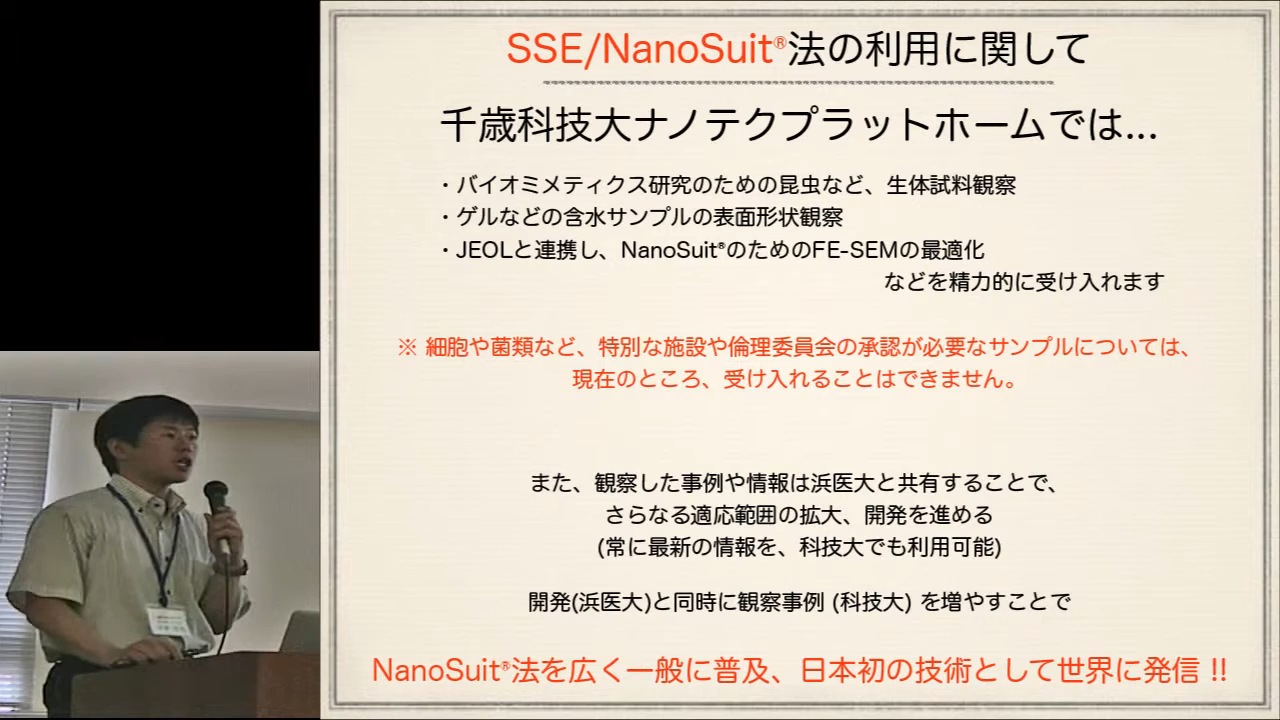 SSE/NanoSuit®法の利用に関して
千歳科技大ナノテクプラットホームでは...
・バイオミメティクス研究のための昆虫など、生体試料観察
・ゲルなどの含水サンプルの表面形状観察
・JEOLと連携し、NanoSuit®のためのFE-SEMの最適化
などを精力的に受け入れます
※ 細胞や菌類など、特別な施設や倫理委員会の承認が必要なサンプルについては、
現在のところ、受け入れることはできません。
また、観察した事例や情報は浜医大と共有することで、
さらなる適応範囲の拡大、開発を進める
(常に最新の情報を、科技大でも利用可能)
開発(浜医大)と同時に観察事例 (科技大) を増やすことで
NanoSuit®法を広く一般に普及、日本初の技術として世界に発信 !!